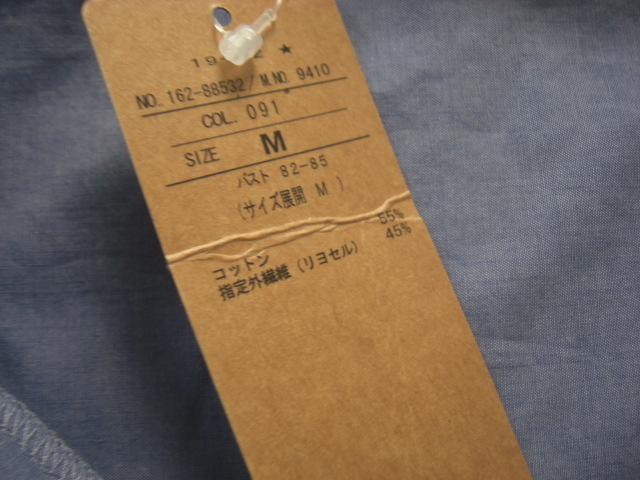 ★
NO. 162-88532/ M.NO. 9410
COL. 091
SIZE M
バスト 82-85
(サイズ展開 M )
コットン 55%
指定外繊維 (リヨセル) 45%